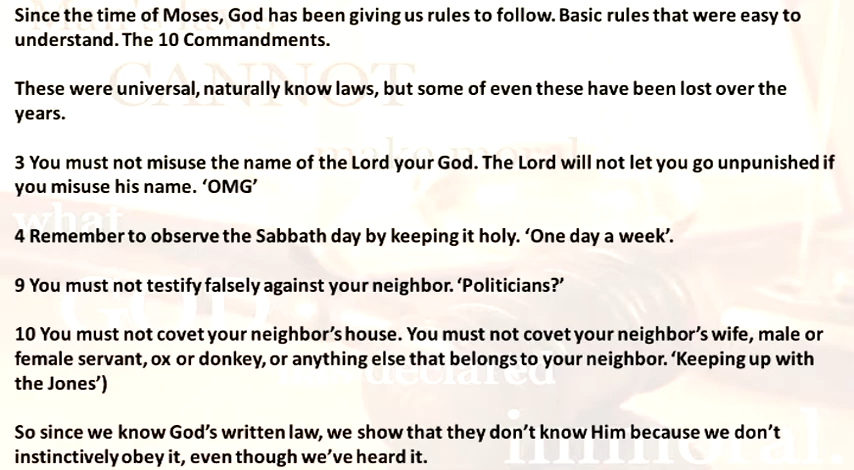 Since the time of Moses, God has been giving us rules to follow. Basic rules that were easy to
understand. The 10 Commandments.
These were universal, naturally know laws, but some of even these have been lost over the
years.
3 You must not misuse the name of the Lord your God. The Lord will not let you go unpunished if
you misuse his name. ‘OMG’
4 Remember to observe the Sabbath day by keeping it holy. ‘One day a week’.
9 You must not testify falsely against your neighbor. ‘Politicians?’
10 You must not covet your neighbor’s house. You must not covet your neighbor’s wife, male or
female servant, ox or donkey, or anything else that belongs to your neighbor. ‘Keeping up with
the Jones’)
So since we know God’s written law, we show that they don’t know Him because we don’t
instinctively obey it, even though we’ve heard it.
CANNOT
make moral
what
GOD
declared
immoral.